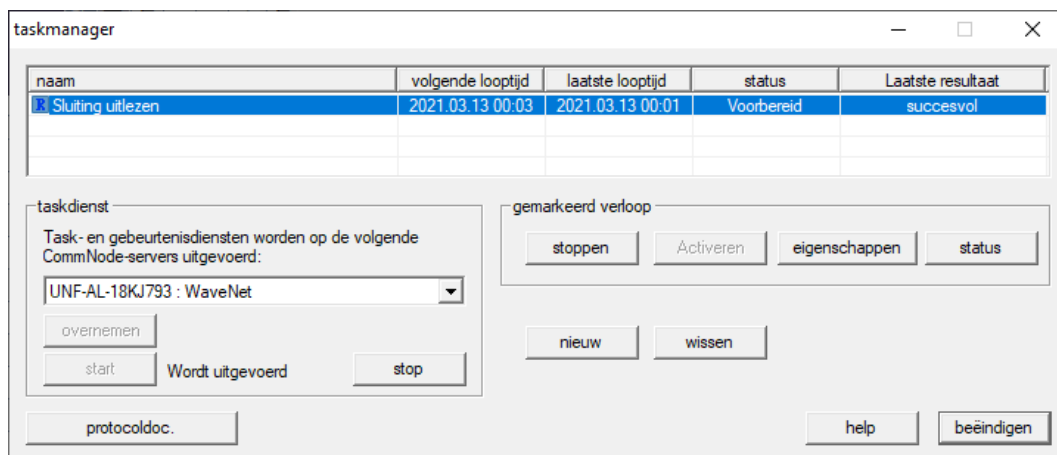 taskmanager
naam volgende looptijd laatste looptijd status Laatste resultaat
R Sluiting uitlezen 2021.03.13 00:03 2021.03.13 00:01 Voorbereid succesvol
taskdienst
Task- en gebeurtenisdiensten worden op de volgende
CommNode-servers uitgevoerd:
UNF-AL-18KJ793 : WaveNet
overnemen
start Wordt uitgevoerd stop
gemarkeerd verloop
stoppen Activeren eigenschappen status
nieuw wissen
protocoldoc. help beëindigen